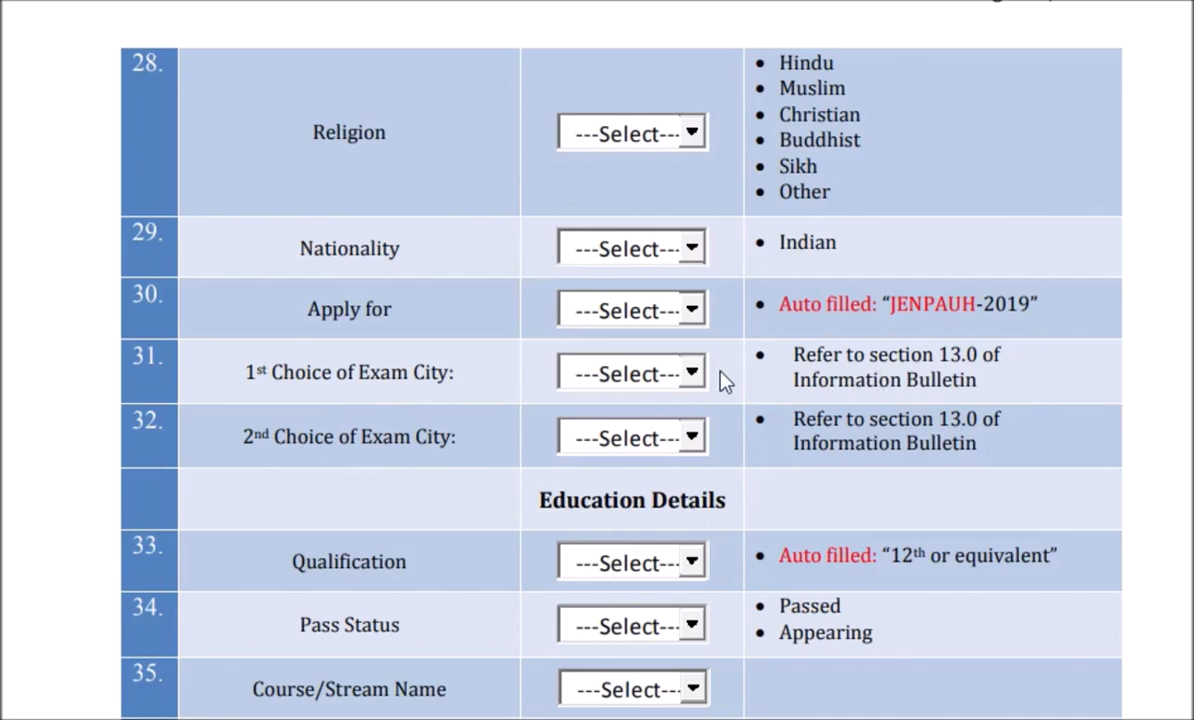 28.
Religion
---Select---
• Hindu
• Muslim
• Christian
• Buddhist
• Sikh
• Other
29.
Nationality
---Select---
• Indian
30.
Apply for
---Select---
• Auto filled: “JENPAUH-2019”
31.
1st Choice of Exam City:
---Select---
• Refer to section 13.0 of
Information Bulletin
32.
2nd Choice of Exam City:
---Select---
• Refer to section 13.0 of
Information Bulletin
Education Details
33.
Qualification
---Select---
• Auto filled: “12th or equivalent”
34.
Pass Status
---Select---
• Passed
• Appearing
35.
Course/Stream Name
---Select---